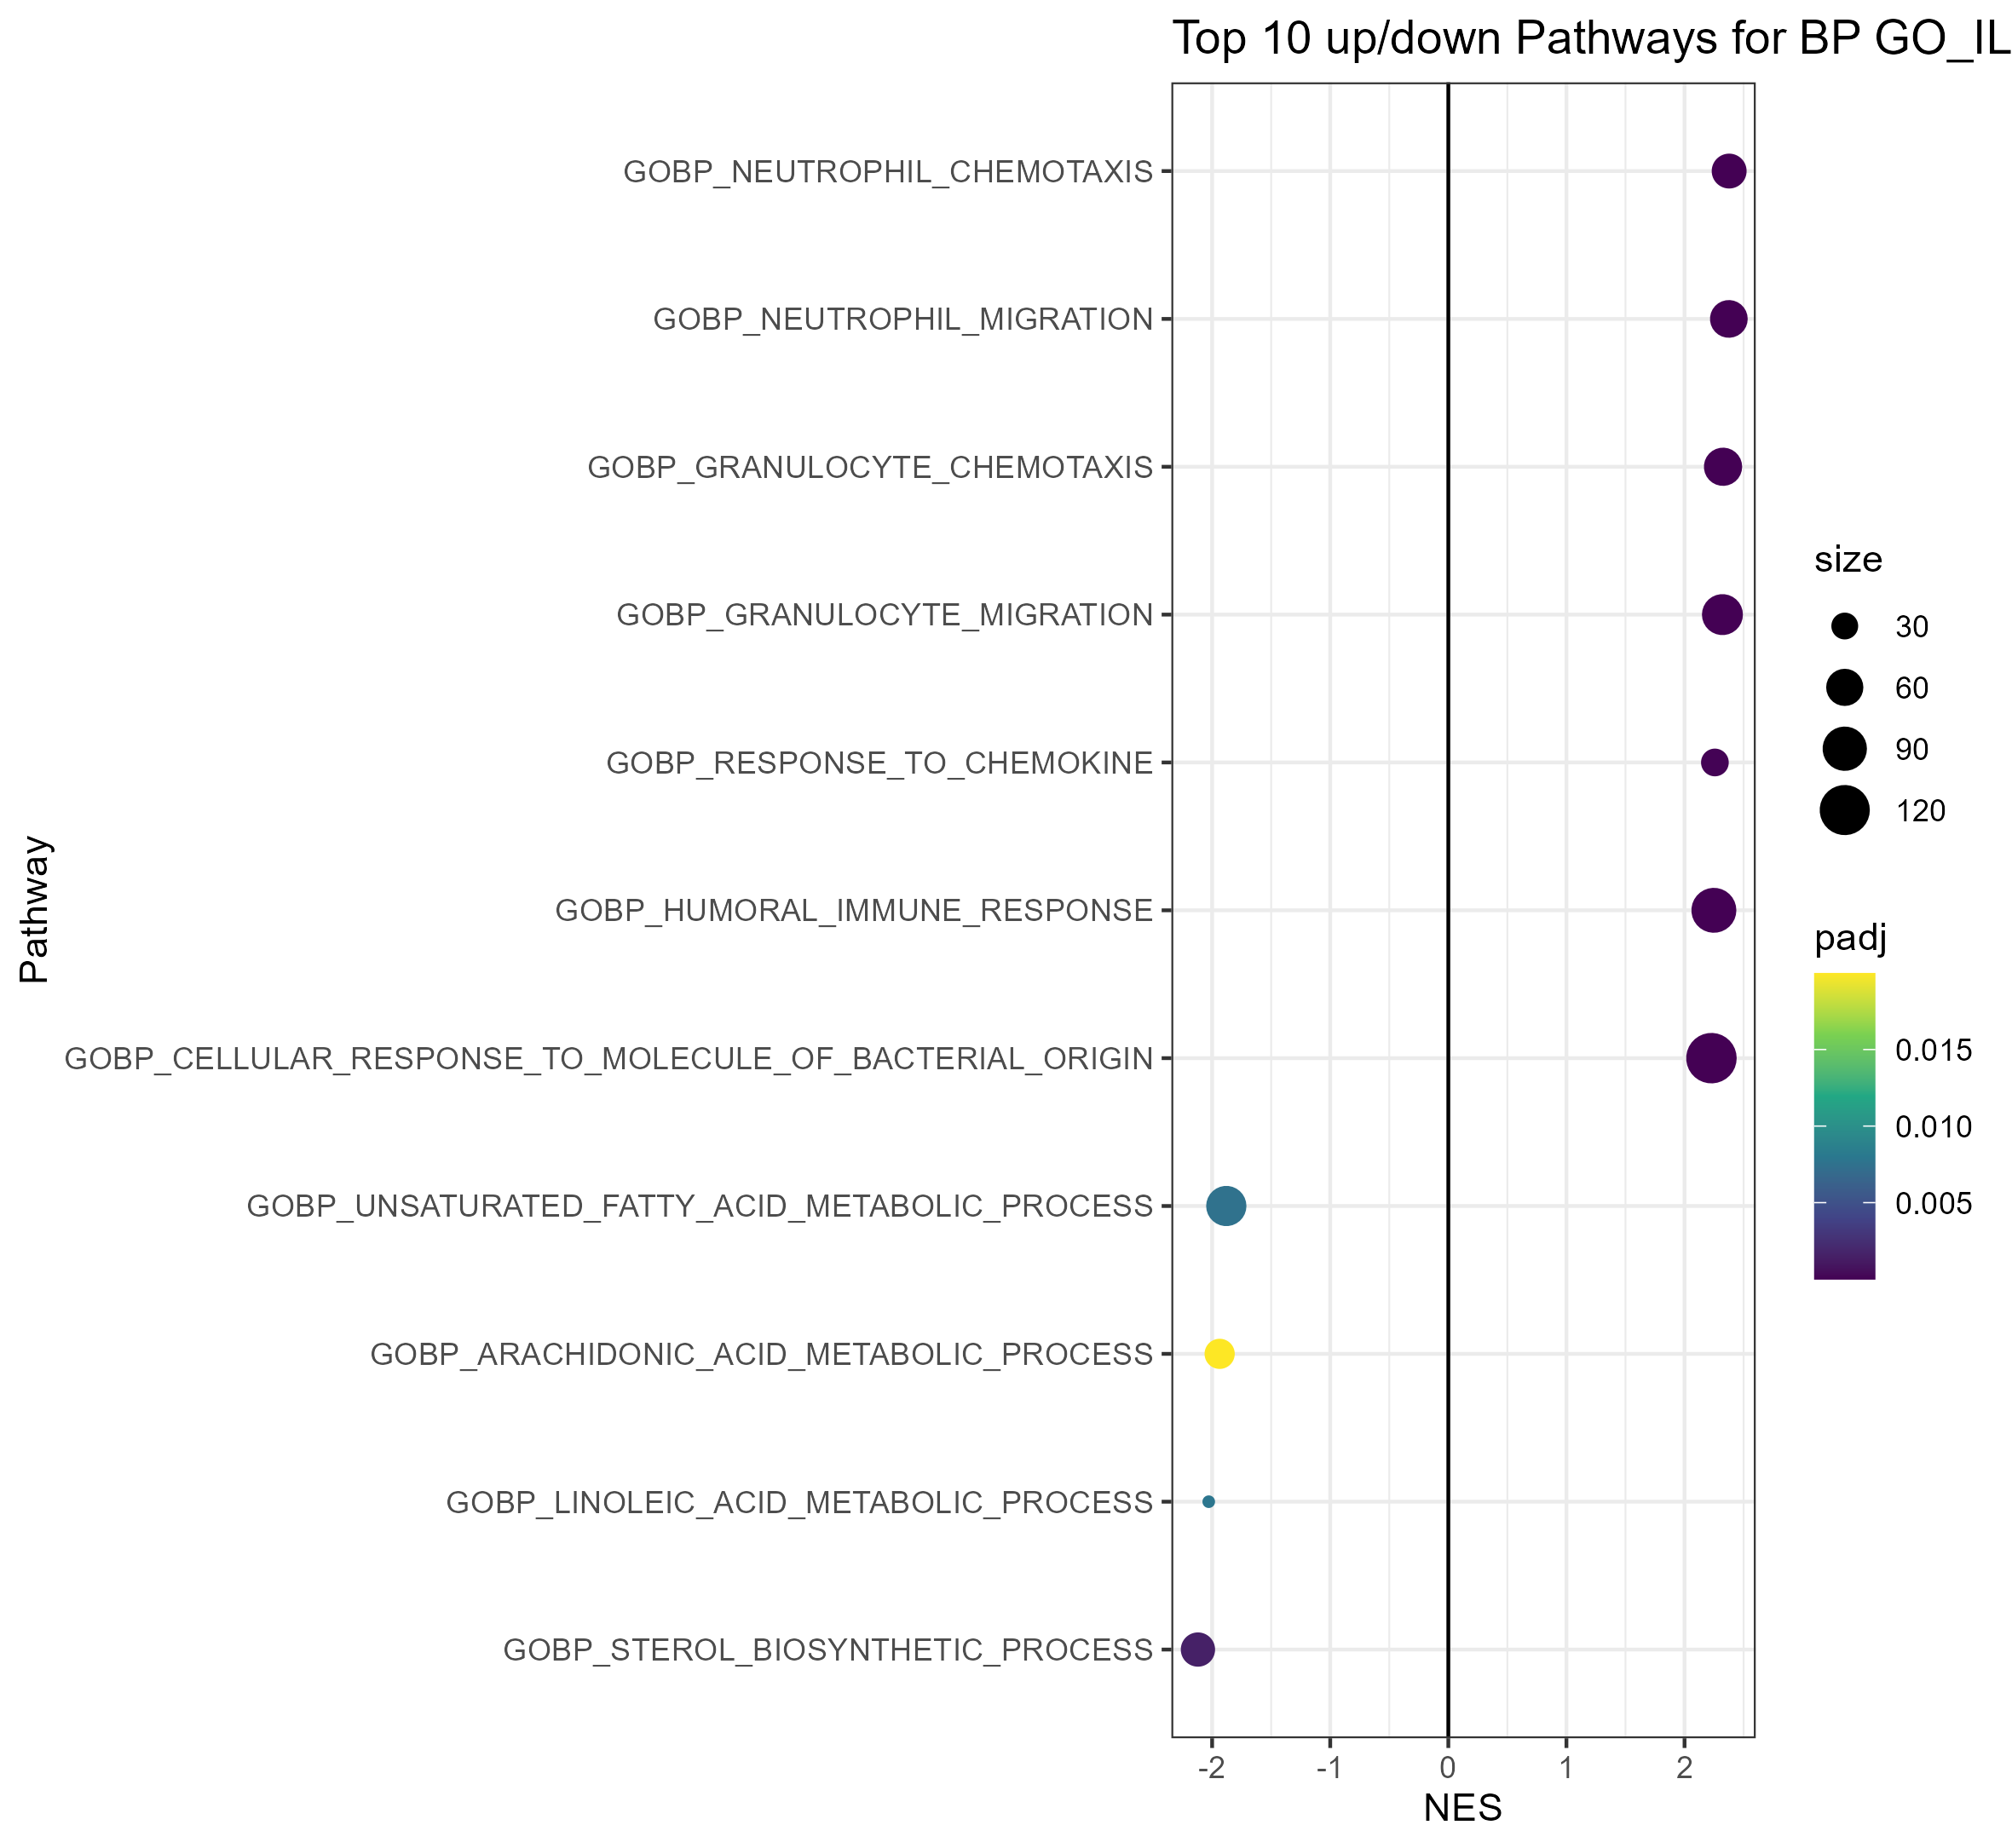 Top 10 up/down Pathways for BP GO_IL
Pathway
GOBP_NEUTROPHIL_CHEMOTAXIS
GOBP_NEUTROPHIL_MIGRATION
GOBP_GRANULOCYTE_CHEMOTAXIS
GOBP_GRANULOCYTE_MIGRATION
GOBP_RESPONSE_TO_CHEMOKINE
GOBP_HUMORAL_IMMUNE_RESPONSE
GOBP_CELLULAR_RESPONSE_TO_MOLECULE_OF_BACTERIAL_ORIGIN
GOBP_UNSATURATED_FATTY_ACID_METABOLIC_PROCESS
GOBP_ARACHIDONIC_ACID_METABOLIC_PROCESS
GOBP_LINOLEIC_ACID_METABOLIC_PROCESS
GOBP_STEROL_BIOSYNTHETIC_PROCESS
-2 -1 0 1 2
NES
size
30
60
90
120
padj
0.015
0.010
0.005